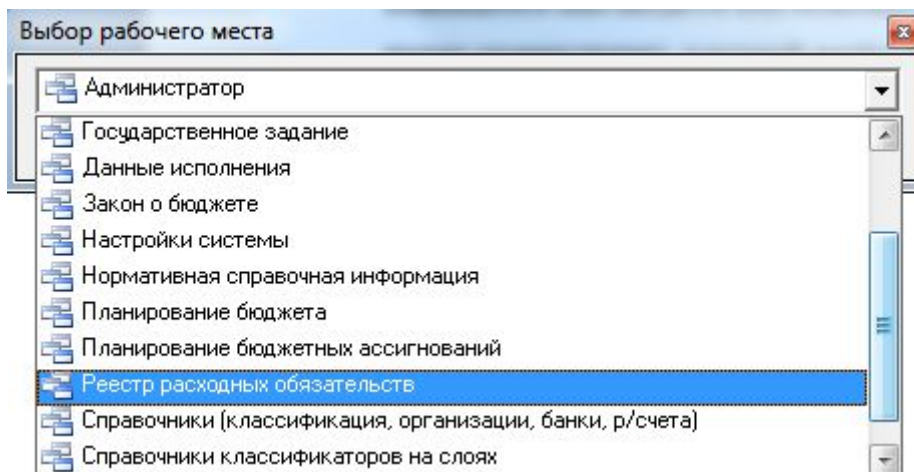 Выбор рабочего места
Администратор
Государственное задание
Данные исполнения
Закон о бюджете
Настройки системы
Нормативная справочная информация
Планирование бюджета
Планирование бюджетных ассигнований
Реестр расходных обязательств
Справочники (классификация, организации, банки, р/счета)
Справочники классификаторов на слоях